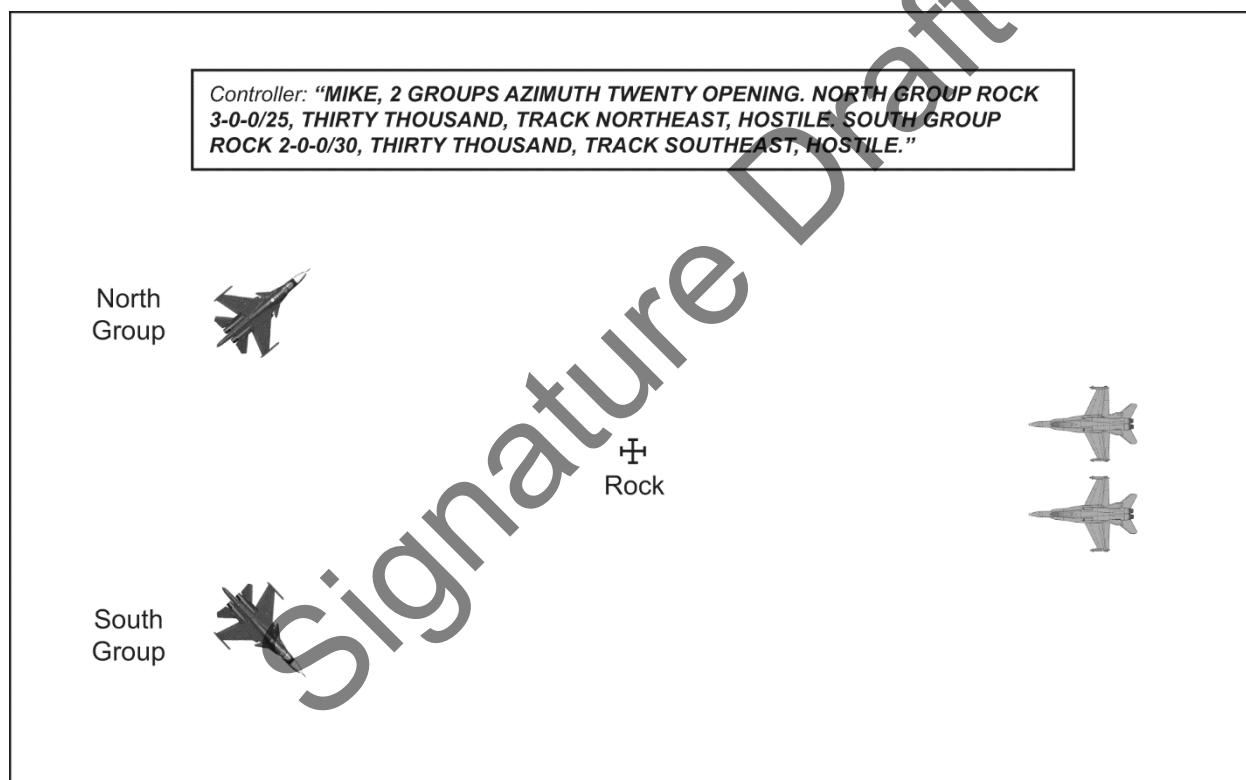 Controller: “MIKE, 2 GROUPS AZIMUTH TWENTY OPENING. NORTH GROUP ROCK
3-0-0/25, THIRTY THOUSAND, TRACK NORTHEAST, HOSTILE. SOUTH GROUP
ROCK 2-0-0/30, THIRTY THOUSAND, TRACK SOUTHEAST, HOSTILE.”
North
Group
Rock
South
Group
Signature Draft